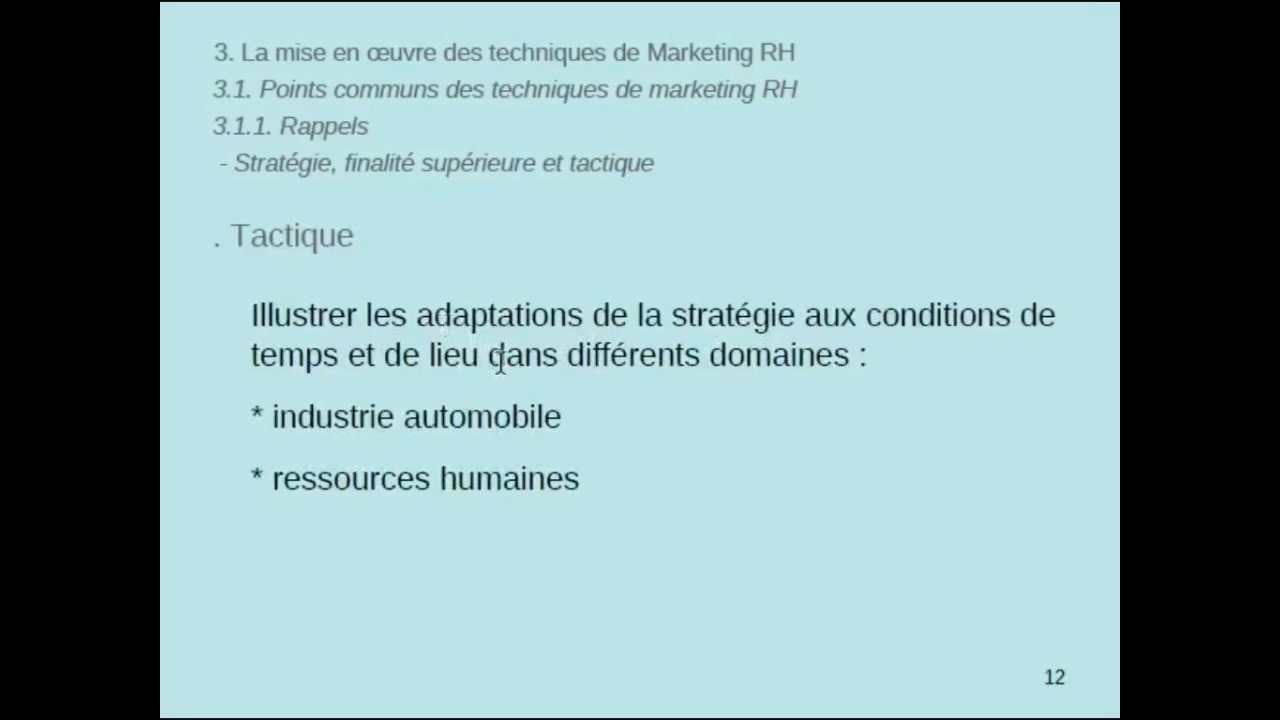 3. La mise en œuvre des techniques de Marketing RH
3.1. Points communs des techniques de marketing RH
3.1.1. Rappels
- Stratégie, finalité supérieure et tactique
. Tactique
Illustrer les adaptations de la stratégie aux conditions de
temps et de lieu dans différents domaines :
* industrie automobile
* ressources humaines
12